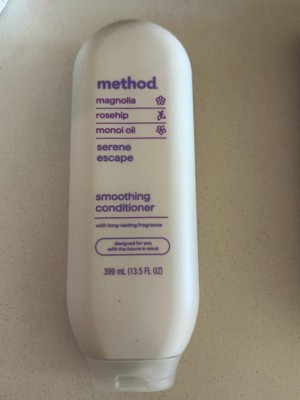 method.
magnolia
rosehip
monoi oil
serene
escape
smoothing
conditioner
with long-lasting fragrance
designed for you
with the future in mind
399 mL (13.5 FL OZ)